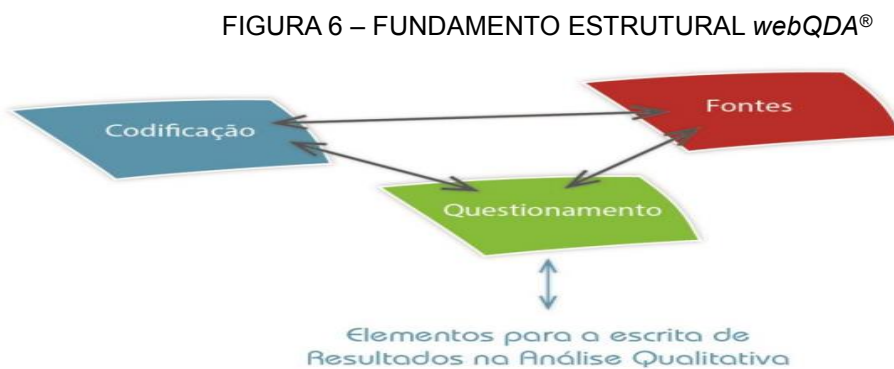 FIGURA 6 – FUNDAMENTO ESTRUTURAL webQDA®
Fontes
Codificação
Questionamento
Elementos para a escrita de
Resultados na Análise Qualitativa